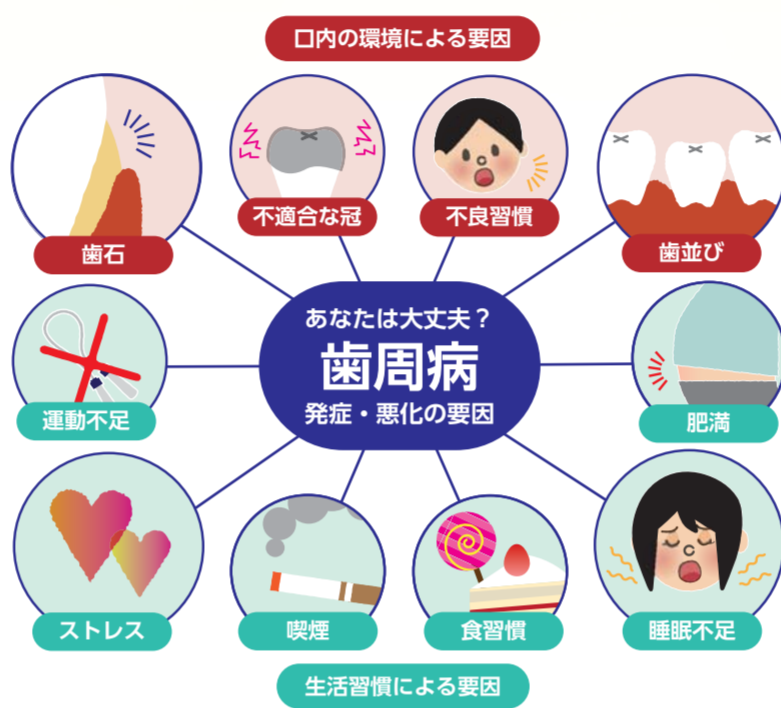 口内の環境による要因
歯石
不適合な冠
不良習慣
歯並び
あなたは大丈夫？
歯周病
発症・悪化の要因
運動不足
肥満
ストレス
喫煙
食習慣
睡眠不足
生活習慣による要因